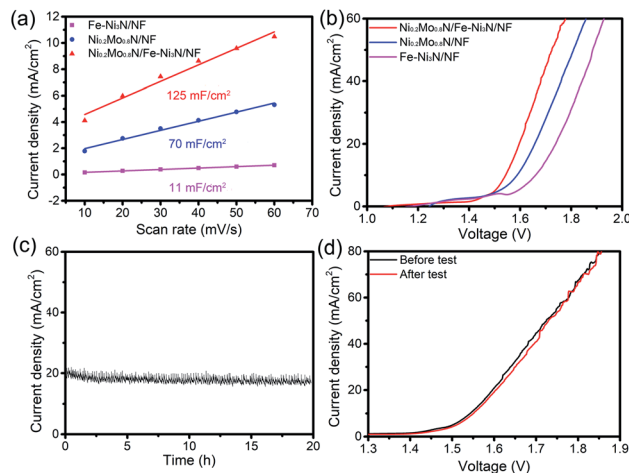 (a)
Fe-Ni₃N/NF
Ni₀.₂Mo₀.₈N/NF
Ni₀.₂Mo₀.₈N/Fe-Ni₃N/NF
125 mF/cm²
70 mF/cm²
11 mF/cm²
12
10
8
6
4
2
0
-2
Current density (mA/cm²)
0 10 20 30 40 50 60 70
Scan rate (mV/s)
(b)
Ni₀.₂Mo₀.₈N/Fe-Ni₃N/NF
Ni₀.₂Mo₀.₈N/NF
Fe-Ni₃N/NF
60
40
20
0
Current density (mA/cm²)
1.0 1.2 1.4 1.6 1.8 2.0
Voltage (V)
(c)
60
40
20
0
Current density (mA/cm²)
0 5 10 15 20
Time (h)
(d)
Before test
After test
80
60
40
20
0
Current density (mA/cm²)
1.3 1.4 1.5 1.6 1.7 1.8 1.9
Voltage (V)